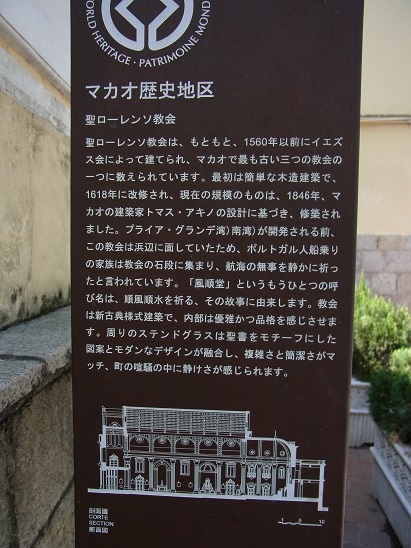 WORLD HERITAGE · PATRIMOINE MONDI
マカオ歴史地区
聖ローレンソ教会
聖ローレンソ教会は、もともと、1560年以前にイエズ
ス会によって建てられ、マカオで最も古い三つの教会の
一つに数えられています。最初は簡単な木造建築で、
1618年に改修され、現在の規模のものは、1846年、マ
カオの建築家トマス・アキノの設計に基づき、修築され
ました。プライア・グランデ湾)南湾)が開発される前、
この教会は浜辺に面していたため、ポルトガル人船乗り
の家族は教会の石段に集まり、航海の無事を静かに祈っ
たと言われています。「風順堂」というもうひとつの呼
び名は、順風順水を祈る、その故事に由来します。教会
は新古典様式建築で、内部は優雅かつ品格を感じさせま
す。周りのステンドグラスは聖書をモチーフにした
図案とモダンなデザインが融合し、複雑さと簡潔さがマ
ッチ、町の喧騒の中に静けさが感じられます。
剖面圖
CORTE
SECTION
断面図
10